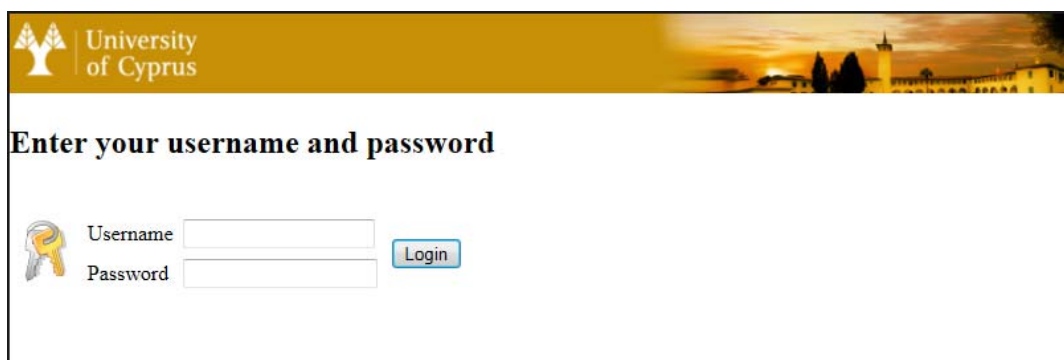 University
of Cyprus
Enter your username and password
Username
Login
Password